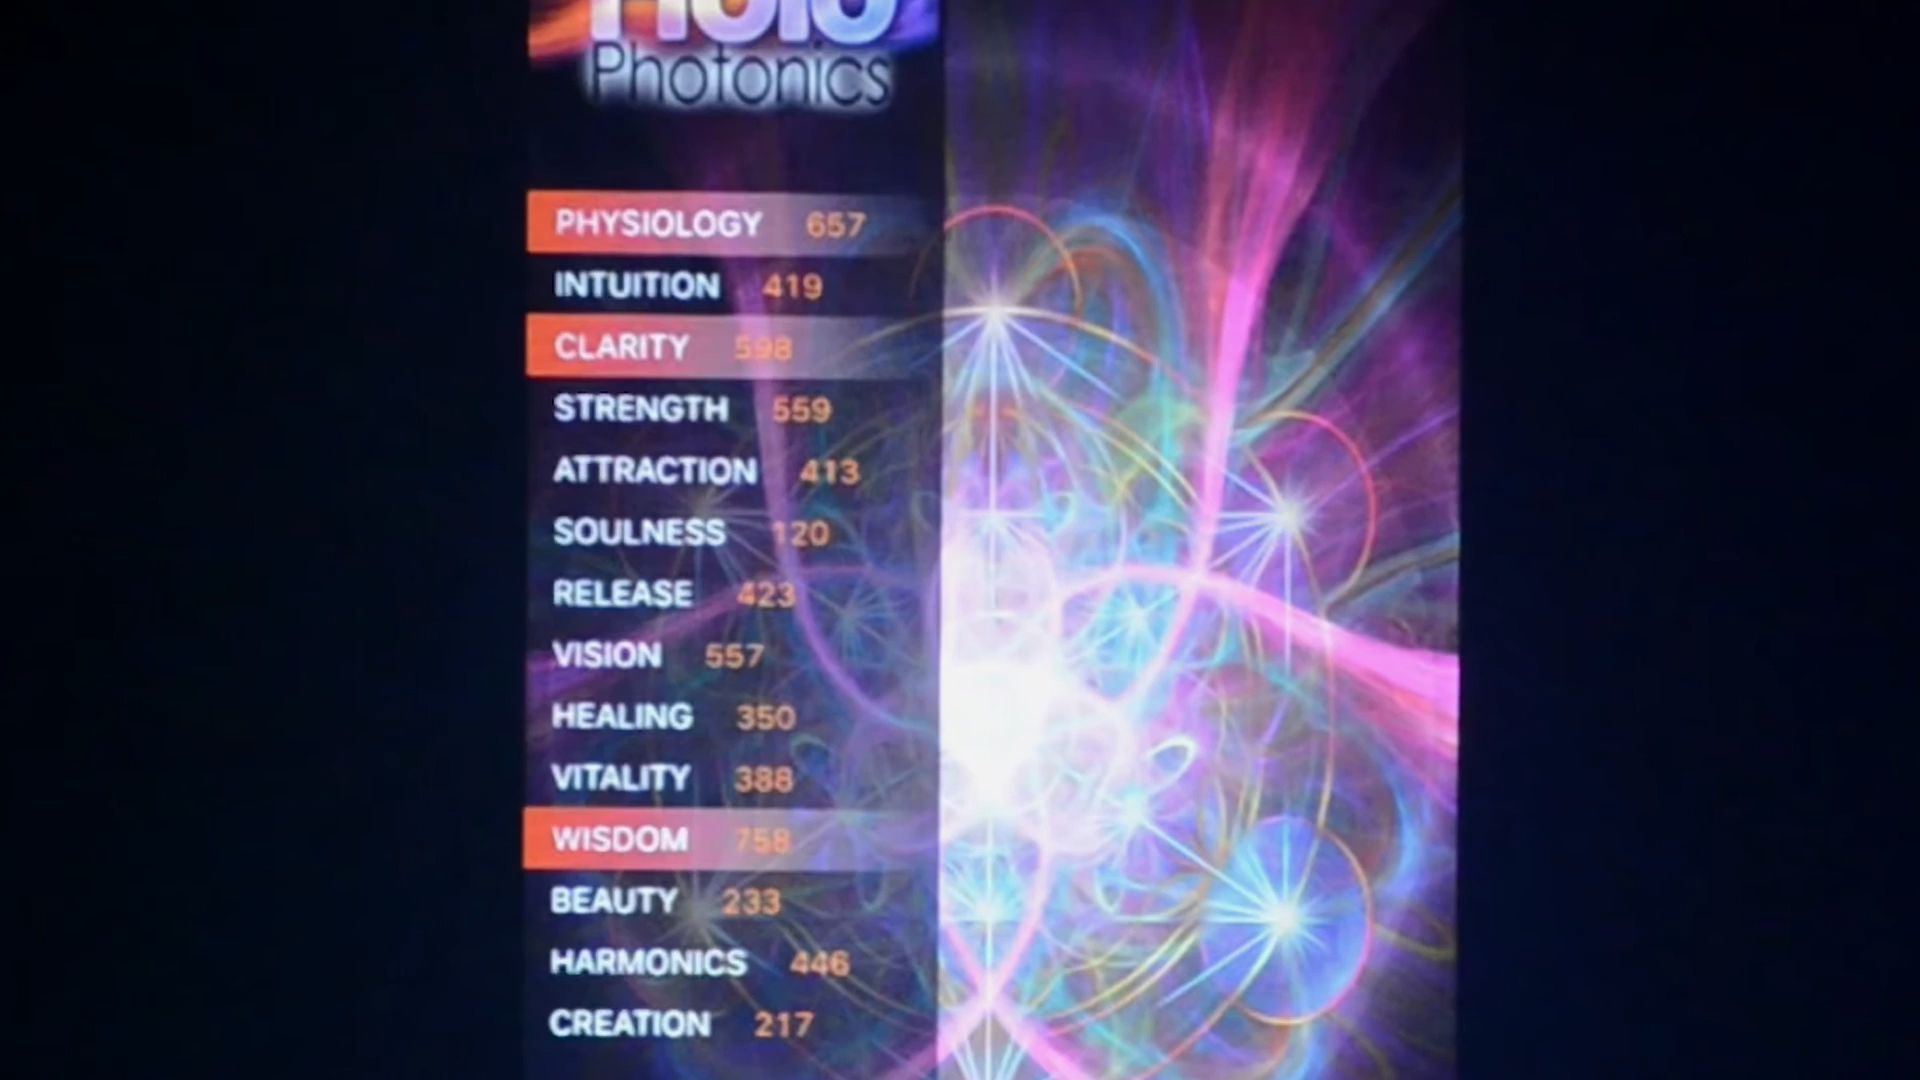 Holo
Photonics
PHYSIOLOGY 657
INTUITION 419
CLARITY 598
STRENGTH 559
ATTRACTION 413
SOULNESS 120
RELEASE 423
VISION 557
HEALING 350
VITALITY 388
WISDOM 758
BEAUTY 233
HARMONICS 446
CREATION 217